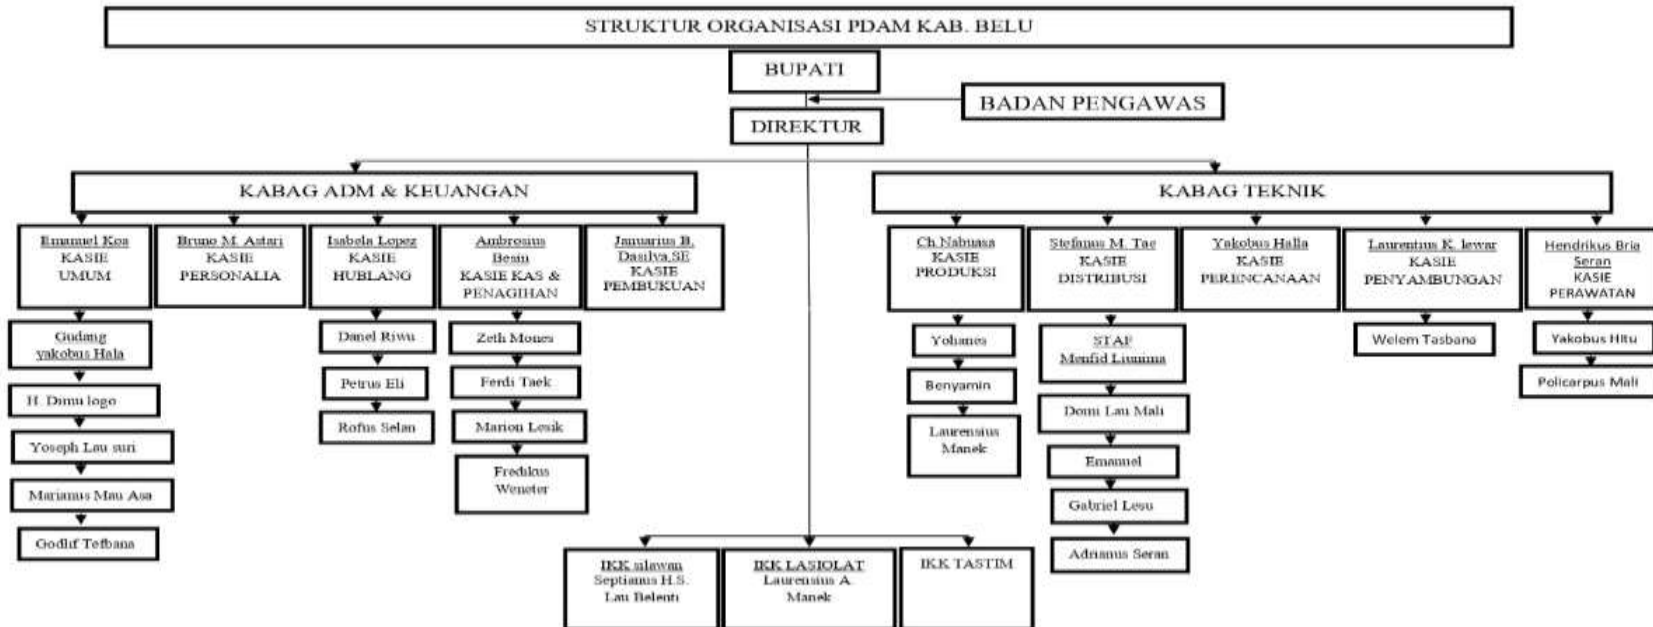 STRUKTUR ORGANISASI PDAM KAB. BELU
BUPATI
BADAN PENGAWAS
DIREKTUR
KABAG ADM & KEUANGAN
KABAG TEKNIK
Emanuel Koa
KASIE
UMUM
Bruno M. Astari
KASIE
PERSONALIA
Isabela Lopez
KASIE
HUBLANG
Ambrosius
Besin
KASIE KAS &
PENAGIHAN
Januarius B.
Dasilva,SE
KASIE
PEMBUKUAN
Ch.Nabuasa
KASIE
PRODUKSI
Stefanus M. Tae
KASIE
DISTRIBUSI
Yakobus Halla
KASIE
PERENCANAAN
Laurentius K. lewar
KASIE
PENYAMBUNGAN
Hendrikus Bria
Seran
KASIE
PERAWATAN
Gudang
yakobus Hala
H. Dimu logo
Yoseph Lau suri
Marianus Mau Asa
Godlif Tefbana
Danel Riwu
Petrus Eli
Rofus Selan
Zeth Mones
Ferdi Taek
Marion Lesik
Fredikus
Weneter
Yohanes
Benyamin
Laurensius
Manek
STAF
Menfid Liunima
Domi Lau Mali
Emanuel
Gabriel Lesu
Adrianus Seran
Welem Tasbana
Yakobus HItu
Policarpus Mali
IKK silawan
Septianus H.S.
Lau Belenti
IKK LASIOLAT
Laurensius A.
Manek
IKK TASTIM